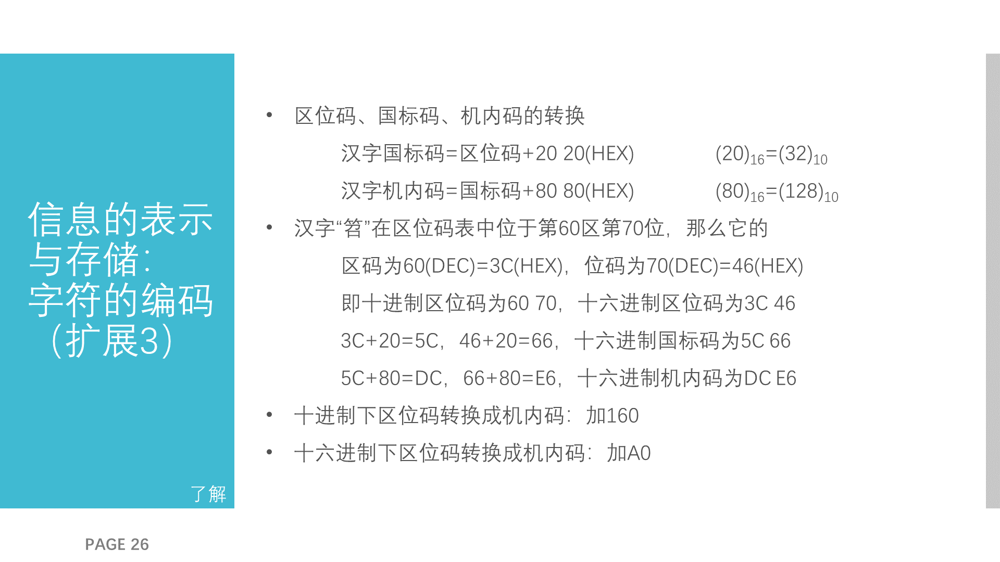 信息的表示
与存储：
字符的编码
（扩展3）
了解
• 区位码、国标码、机内码的转换
汉字国标码=区位码+20 20(HEX) (20)₁₆=(32)₁₀
汉字机内码=国标码+80 80(HEX) (80)₁₆=(128)₁₀
• 汉字“笤”在区位码表中位于第60区第70位，那么它的
区码为60(DEC)=3C(HEX)，位码为70(DEC)=46(HEX)
即十进制区位码为60 70，十六进制区位码为3C 46
3C+20=5C，46+20=66，十六进制国标码为5C 66
5C+80=DC，66+80=E6，十六进制机内码为DC E6
• 十进制下区位码转换成机内码：加160
• 十六进制下区位码转换成机内码：加A0
PAGE 26